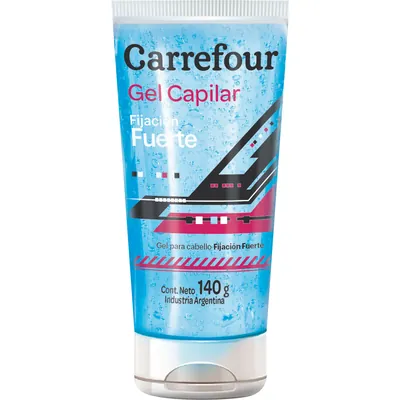 Carrefour
Gel Capilar
Fijación
Fuerte
Gel para cabello Fijación Fuerte
Cont. Neto 140 g
Industria Argentina